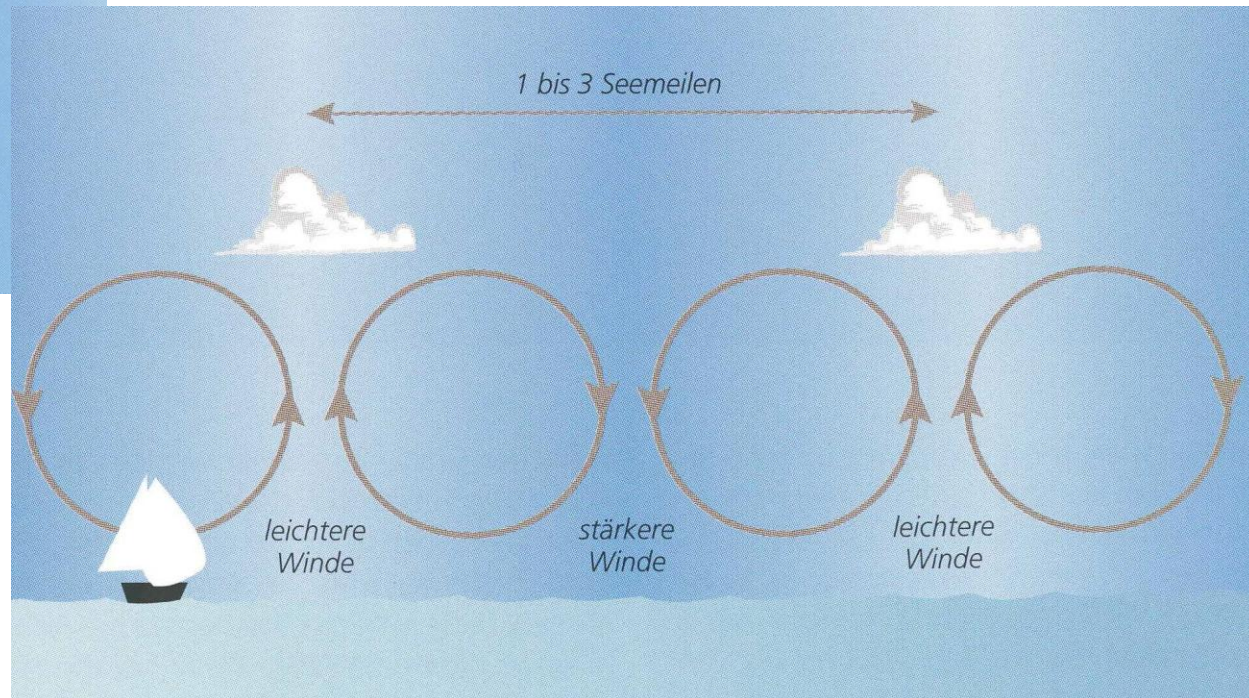 1 bis 3 Seemeilen
leichtere
Winde
stärkere
Winde
leichtere
Winde